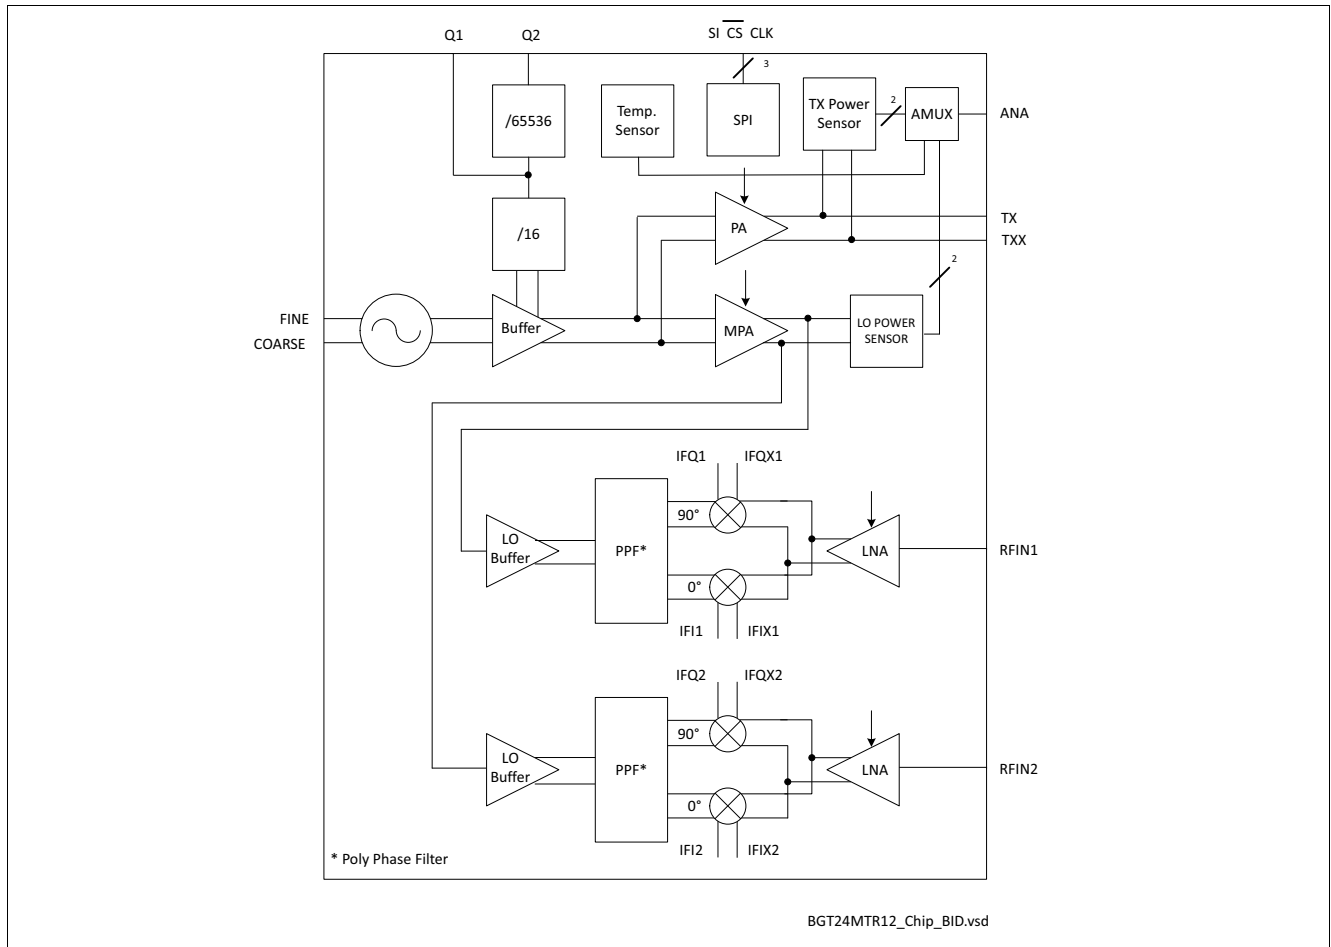 Q1 Q2 SI CS CLK
3
/65536
Temp.
Sensor
SPI
TX Power
Sensor
2
AMUX
ANA
/16
PA
TX
TXX
2
FINE
COARSE
Buffer
MPA
LO POWER
SENSOR
IFQ1 IFQX1
90°
LO
Buffer
PPF*
LNA
RFIN1
0°
IFI1 IFIX1
IFQ2 IFQX2
90°
LO
Buffer
PPF*
LNA
RFIN2
0°
IFI2 IFIX2
* Poly Phase Filter
BGT24MTR12_Chip_BID.vsd